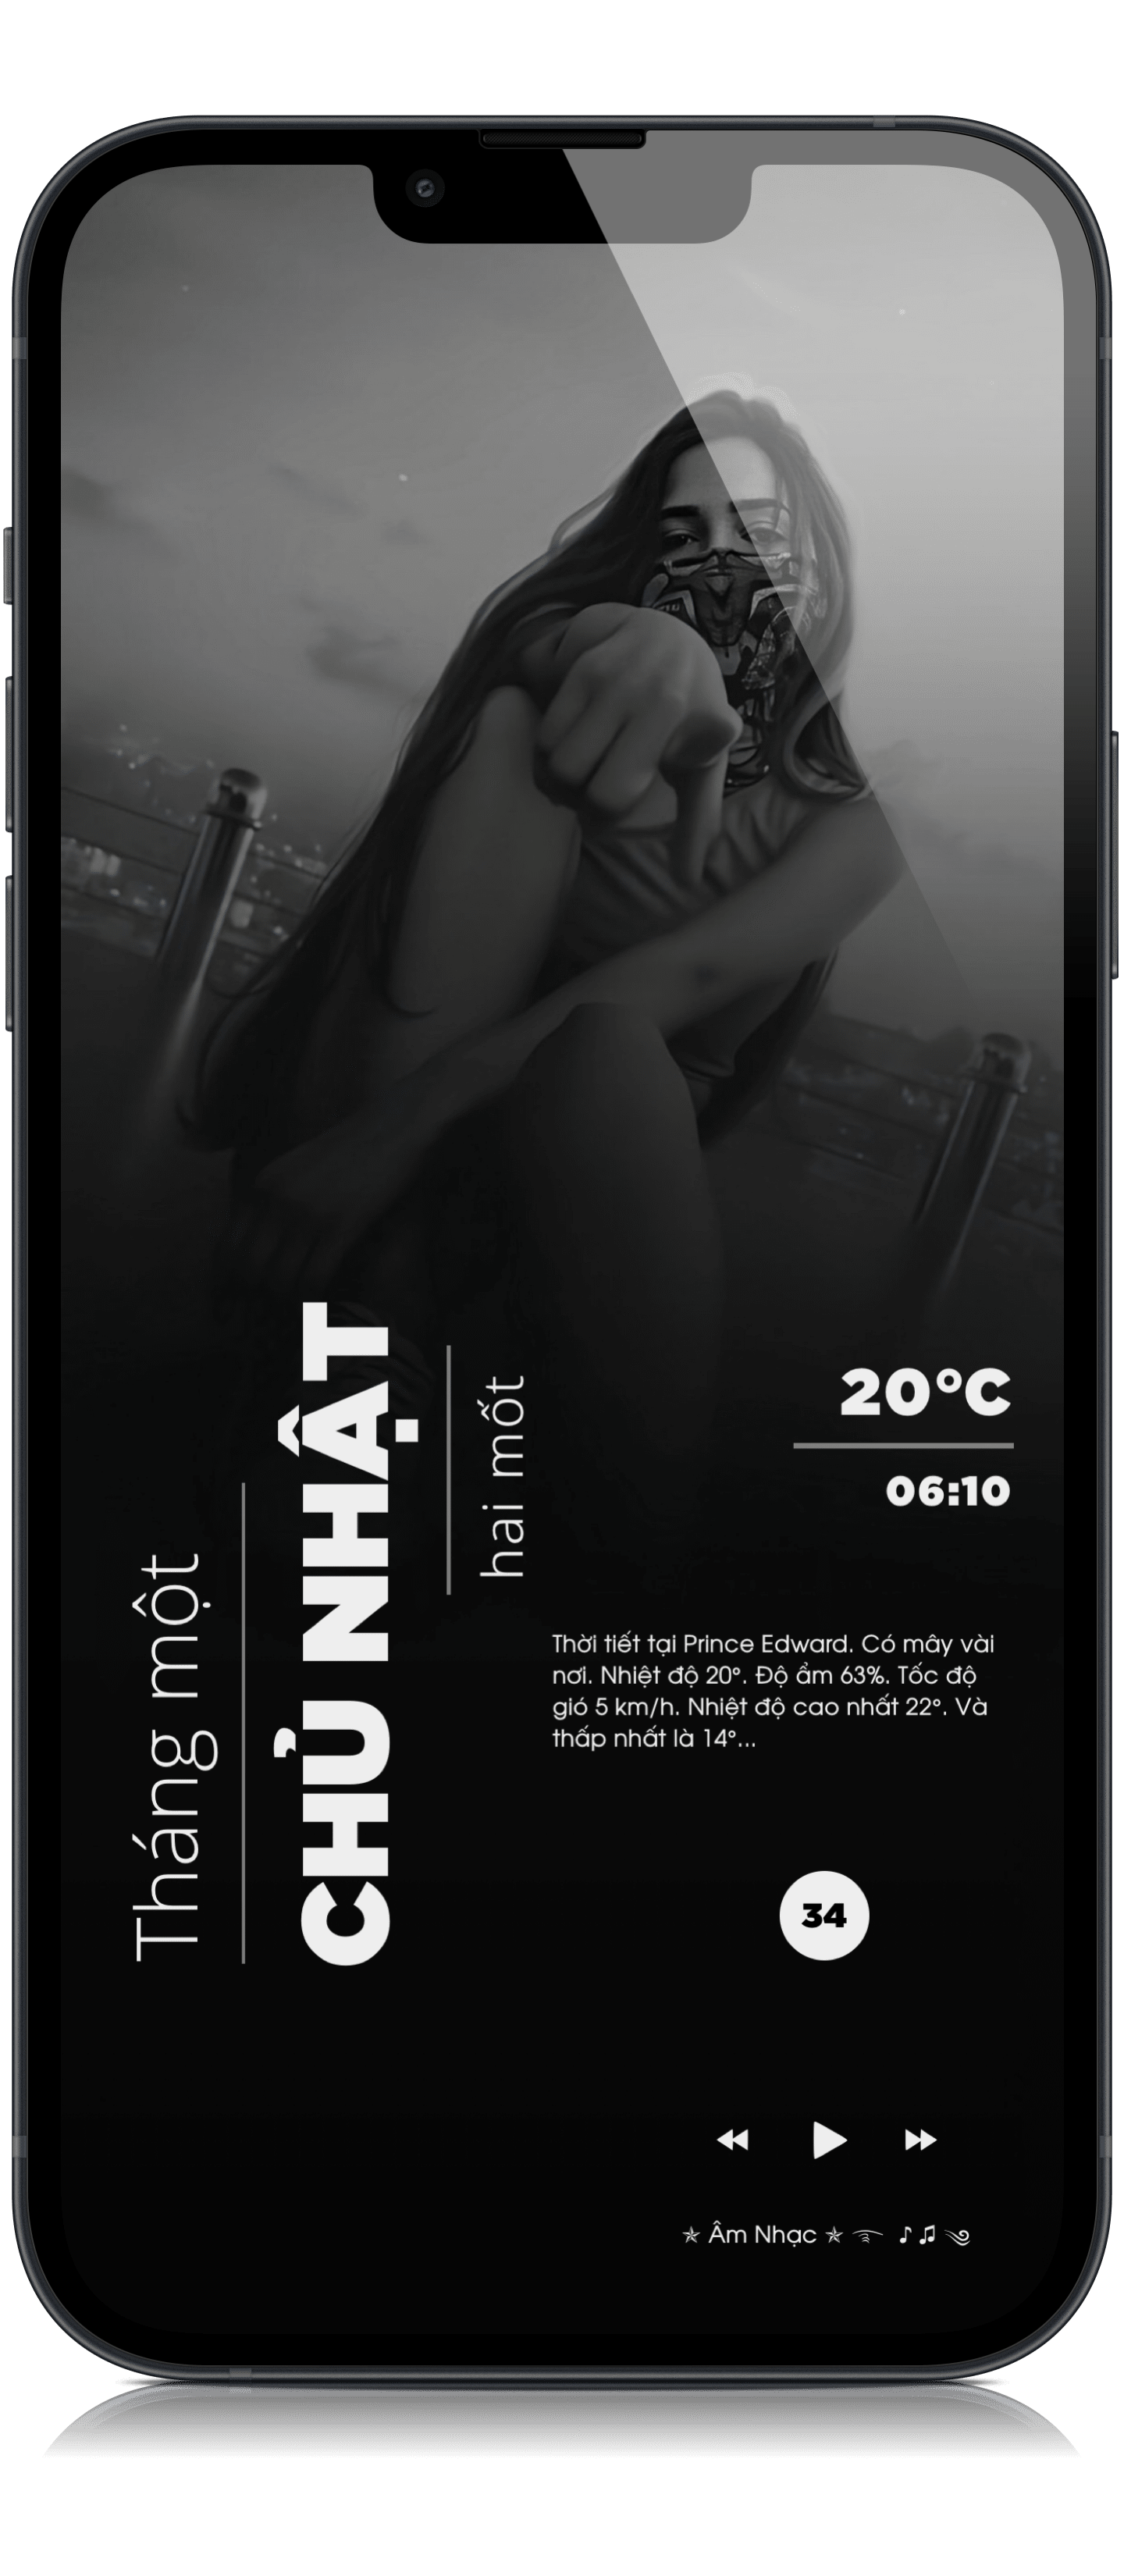 Tháng một
CHỦ NHẬT
hai mốt
20°C
06:10
Thời tiết tại Prince Edward. Có mây vài
nơi. Nhiệt độ 20°. Độ ẩm 63%. Tốc độ
gió 5 km/h. Nhiệt độ cao nhất 22°. Và
thấp nhất là 14°...
34
✯ Âm Nhạc ✯ ♪♫